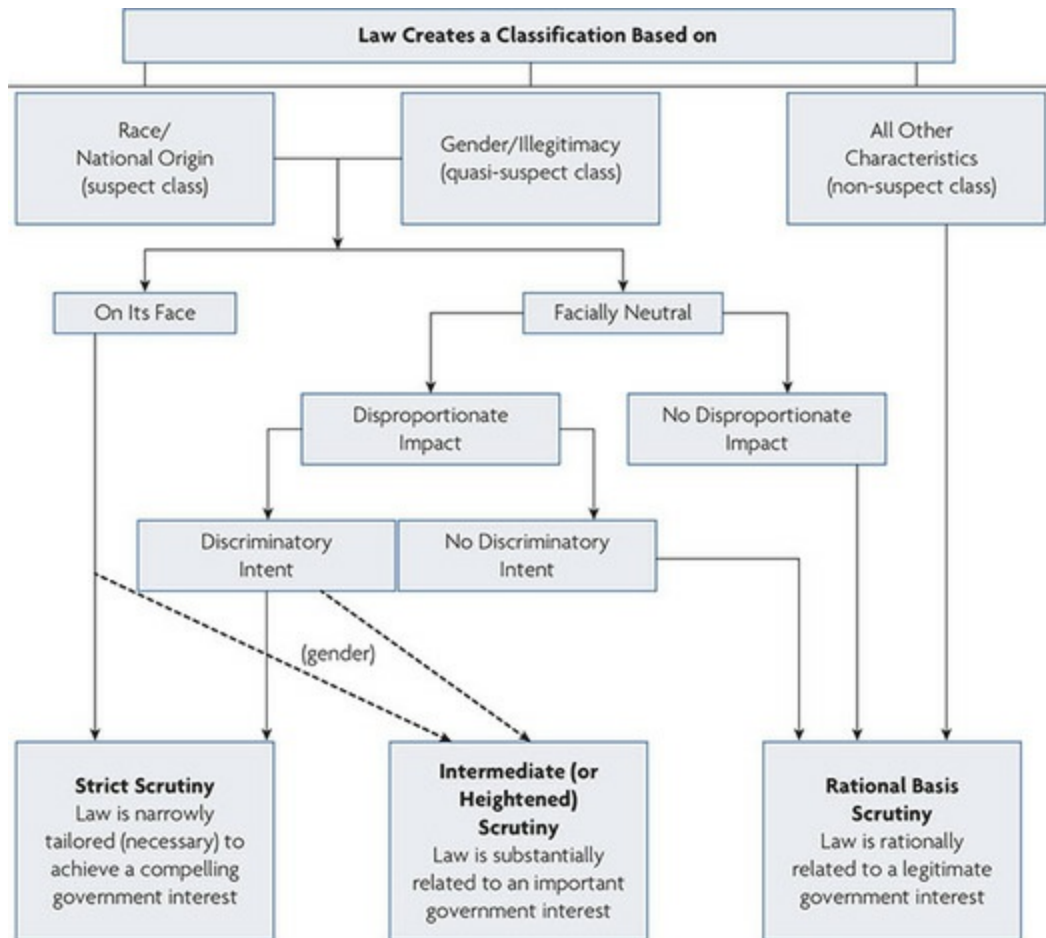 Law Creates a Classification Based on
Race/
National Origin
(suspect class)
Gender/Illegitimacy
(quasi-suspect class)
All Other
Characteristics
(non-suspect class)
On Its Face
Facially Neutral
Disproportionate
Impact
No Disproportionate
Impact
Discriminatory
Intent
No Discriminatory
Intent
(gender)
Strict Scrutiny
Law is narrowly
tailored (necessary) to
achieve a compelling
government interest
Intermediate (or
Heightened)
Scrutiny
Law is substantially
related to an important
government interest
Rational Basis
Scrutiny
Law is rationally
related to a legitimate
government interest